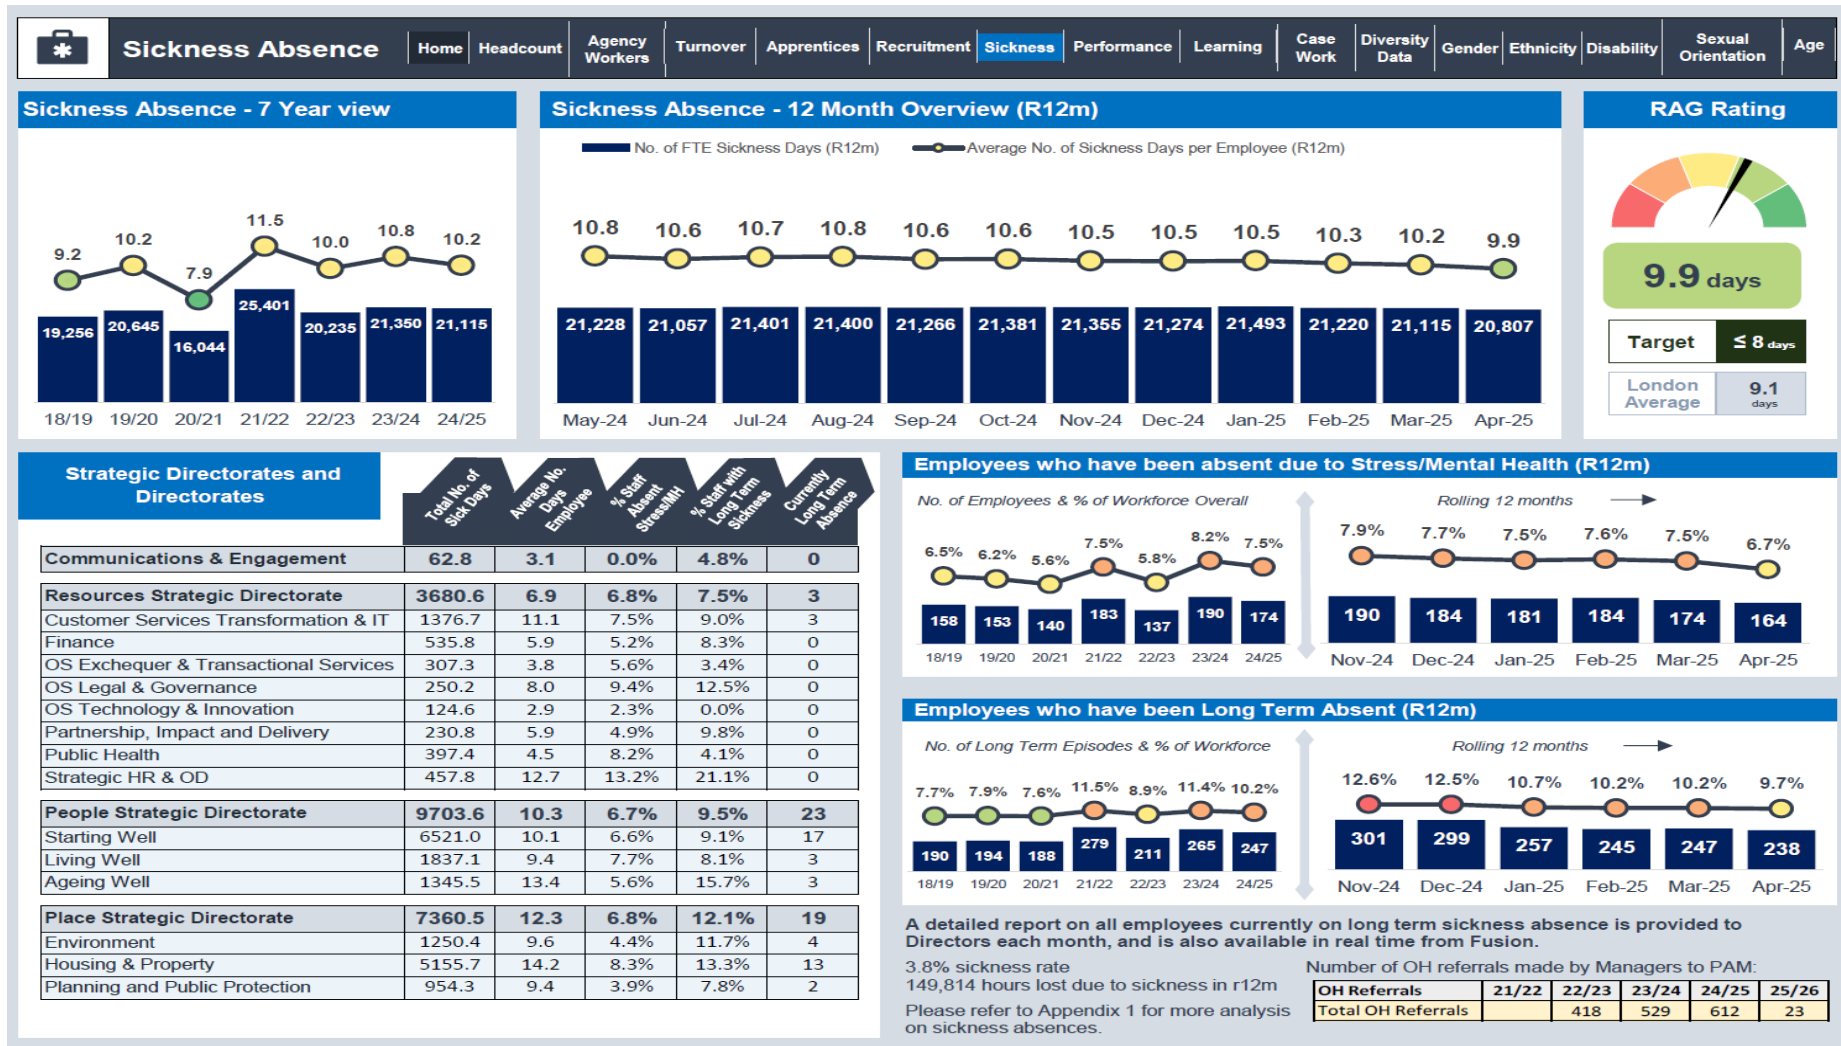 Sickness Absence
Home
Headcount
Agency
Workers
Turnover
Apprentices
Recruitment
Sickness
Performance
Learning
Case
Work
Diversity
Data
Gender
Ethnicity
Disability
Sexual
Orientation
Age
Sickness Absence - 7 Year view
9.2 10.2 7.9 11.5 10.0 10.8 10.2
19,256 20,645 16,044 25,401 20,235 21,350 21,115
18/19 19/20 20/21 21/22 22/23 23/24 24/25
Sickness Absence - 12 Month Overview (R12m)
No. of FTE Sickness Days (R12m) Average No. of Sickness Days per Employee (R12m)
10.8 10.6 10.7 10.8 10.6 10.6 10.5 10.5 10.5 10.3 10.2 9.9
21,228 21,057 21,401 21,400 21,266 21,381 21,355 21,274 21,493 21,220 21,115 20,807
May-24 Jun-24 Jul-24 Aug-24 Sep-24 Oct-24 Nov-24 Dec-24 Jan-25 Feb-25 Mar-25 Apr-25
RAG Rating
9.9 days
Target ≤ 8 days
London
Average
9.1
days
Strategic Directorates and
Directorates
Total No. of
Sick Days
Average No.
Days
Employee
% Staff
Absent
Stress/MH
% Staff with
Long Term
Sickness
Currently
Long Term
Absence
Communications & Engagement 62.8 3.1 0.0% 4.8% 0
Resources Strategic Directorate 3680.6 6.9 6.8% 7.5% 3
Customer Services Transformation & IT 1376.7 11.1 7.5% 9.0% 3
Finance 535.8 5.9 5.2% 8.3% 0
OS Exchequer & Transactional Services 307.3 3.8 5.6% 3.4% 0
OS Legal & Governance 250.2 8.0 9.4% 12.5% 0
OS Technology & Innovation 124.6 2.9 2.3% 0.0% 0
Partnership, Impact and Delivery 230.8 5.9 4.9% 9.8% 0
Public Health 397.4 4.5 8.2% 4.1% 0
Strategic HR & OD 457.8 12.7 13.2% 21.1% 0
People Strategic Directorate 9703.6 10.3 6.7% 9.5% 23
Starting Well 6521.0 10.1 6.6% 9.1% 17
Living Well 1837.1 9.4 7.7% 8.1% 3
Ageing Well 1345.5 13.4 5.6% 15.7% 3
Place Strategic Directorate 7360.5 12.3 6.8% 12.1% 19
Environment 1250.4 9.6 4.4% 11.7% 4
Housing & Property 5155.7 14.2 8.3% 13.3% 13
Planning and Public Protection 954.3 9.4 3.9% 7.8% 2
Employees who have been absent due to Stress/Mental Health (R12m)
No. of Employees & % of Workforce Overall
6.5% 6.2% 5.6% 7.5% 5.8% 8.2% 7.5%
158 153 140 183 137 190 174
18/19 19/20 20/21 21/22 22/23 23/24 24/25
Rolling 12 months
7.9% 7.7% 7.5% 7.6% 7.5% 6.7%
190 184 181 184 174 164
Nov-24 Dec-24 Jan-25 Feb-25 Mar-25 Apr-25
Employees who have been Long Term Absent (R12m)
No. of Long Term Episodes & % of Workforce
7.7% 7.9% 7.6% 11.5% 8.9% 11.4% 10.2%
190 194 188 279 211 265 247
18/19 19/20 20/21 21/22 22/23 23/24 24/25
Rolling 12 months
12.6% 12.5% 10.7% 10.2% 10.2% 9.7%
301 299 257 245 247 238
Nov-24 Dec-24 Jan-25 Feb-25 Mar-25 Apr-25
A detailed report on all employees currently on long term sickness absence is provided to
Directors each month, and is also available in real time from Fusion.
3.8% sickness rate
149,814 hours lost due to sickness in r12m
Please refer to Appendix 1 for more analysis
on sickness absences.
Number of OH referrals made by Managers to PAM:
OH Referrals 21/22 22/23 23/24 24/25 25/26
Total OH Referrals 418 529 612 23